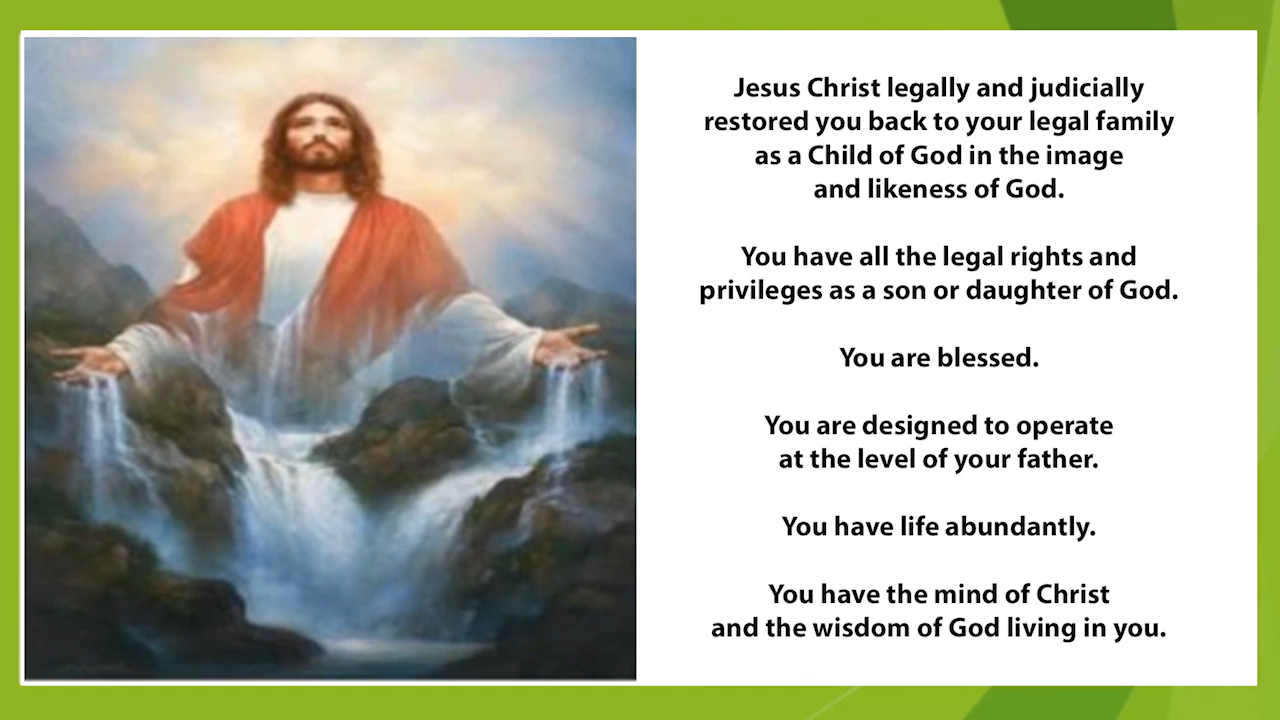 Jesus Christ legally and judicially
restored you back to your legal family
as a Child of God in the image
and likeness of God.
You have all the legal rights and
privileges as a son or daughter of God.
You are blessed.
You are designed to operate
at the level of your father.
You have life abundantly.
You have the mind of Christ
and the wisdom of God living in you.